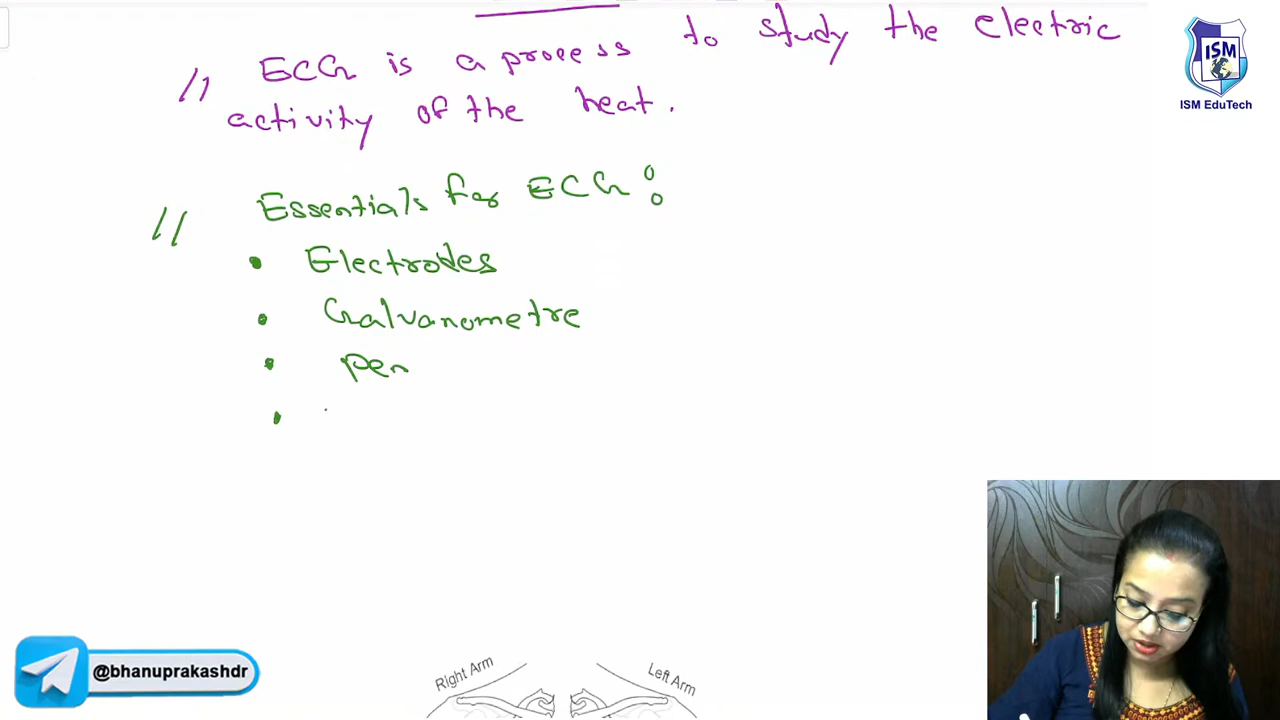 ECG is a process to study the electric
activity of the heat.
Essentials for ECG:
• Electrodes
• Galvanometre
• Pen
•
ISM
ISM EduTech
@bhanuprakashdr
Right Arm
Left Arm